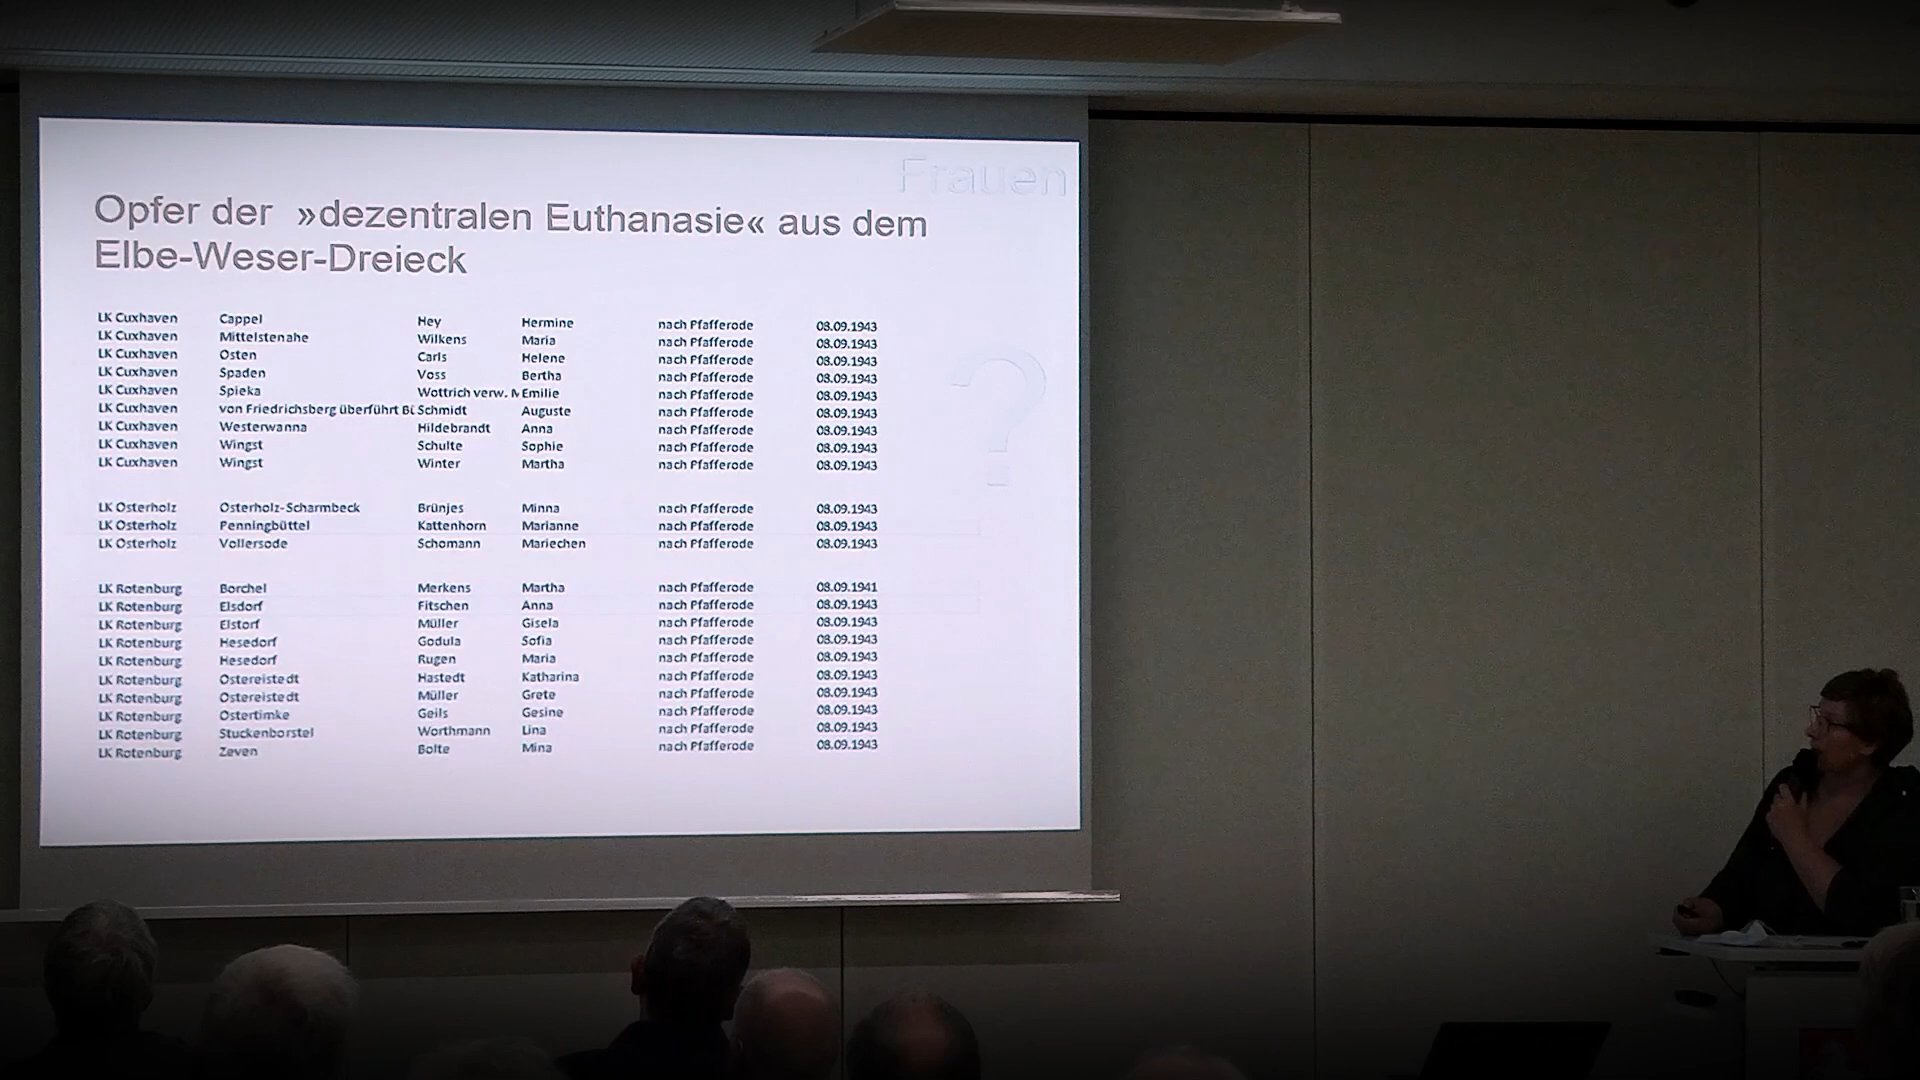 Frauen
Opfer der »dezentralen Euthanasie« aus dem
Elbe-Weser-Dreieck
LK Cuxhaven Cappel Hey Hermine nach Pfafferode 08.09.1943
LK Cuxhaven Mittelstenahe Wilkens Maria nach Pfafferode 08.09.1943
LK Cuxhaven Osten Carls Helene nach Pfafferode 08.09.1943
LK Cuxhaven Spaden Voss Bertha nach Pfafferode 08.09.1943
LK Cuxhaven Spieka Wottrich verw. Emilie nach Pfafferode 08.09.1943
LK Cuxhaven von Friedrichsberg überführt Schmidt Auguste nach Pfafferode 08.09.1943
LK Cuxhaven Westerwanna Hildebrandt Anna nach Pfafferode 08.09.1943
LK Cuxhaven Wingst Schulte Sophie nach Pfafferode 08.09.1943
LK Cuxhaven Wingst Winter Martha nach Pfafferode 08.09.1943
LK Osterholz Osterholz-Scharmbeck Brünjes Minna nach Pfafferode 08.09.1943
LK Osterholz Penningbüttel Kattenhorn Marianne nach Pfafferode 08.09.1943
LK Osterholz Vollersode Schomann Mariechen nach Pfafferode 08.09.1943
LK Rotenburg Borchel Merkens Martha nach Pfafferode 08.09.1941
LK Rotenburg Elsdorf Fitschen Anna nach Pfafferode 08.09.1943
LK Rotenburg Elstorf Müller Gisela nach Pfafferode 08.09.1943
LK Rotenburg Hesedorf Godula Sofia nach Pfafferode 08.09.1943
LK Rotenburg Hesedorf Rugen Maria nach Pfafferode 08.09.1943
LK Rotenburg Ostereistedt Hastedt Katharina nach Pfafferode 08.09.1943
LK Rotenburg Ostereistedt Müller Grete nach Pfafferode 08.09.1943
LK Rotenburg Ostertimke Geils Gesine nach Pfafferode 08.09.1943
LK Rotenburg Stuckenborstel Worthmann Lina nach Pfafferode 08.09.1943
LK Rotenburg Zeven Bolte Mina nach Pfafferode 08.09.1943
?